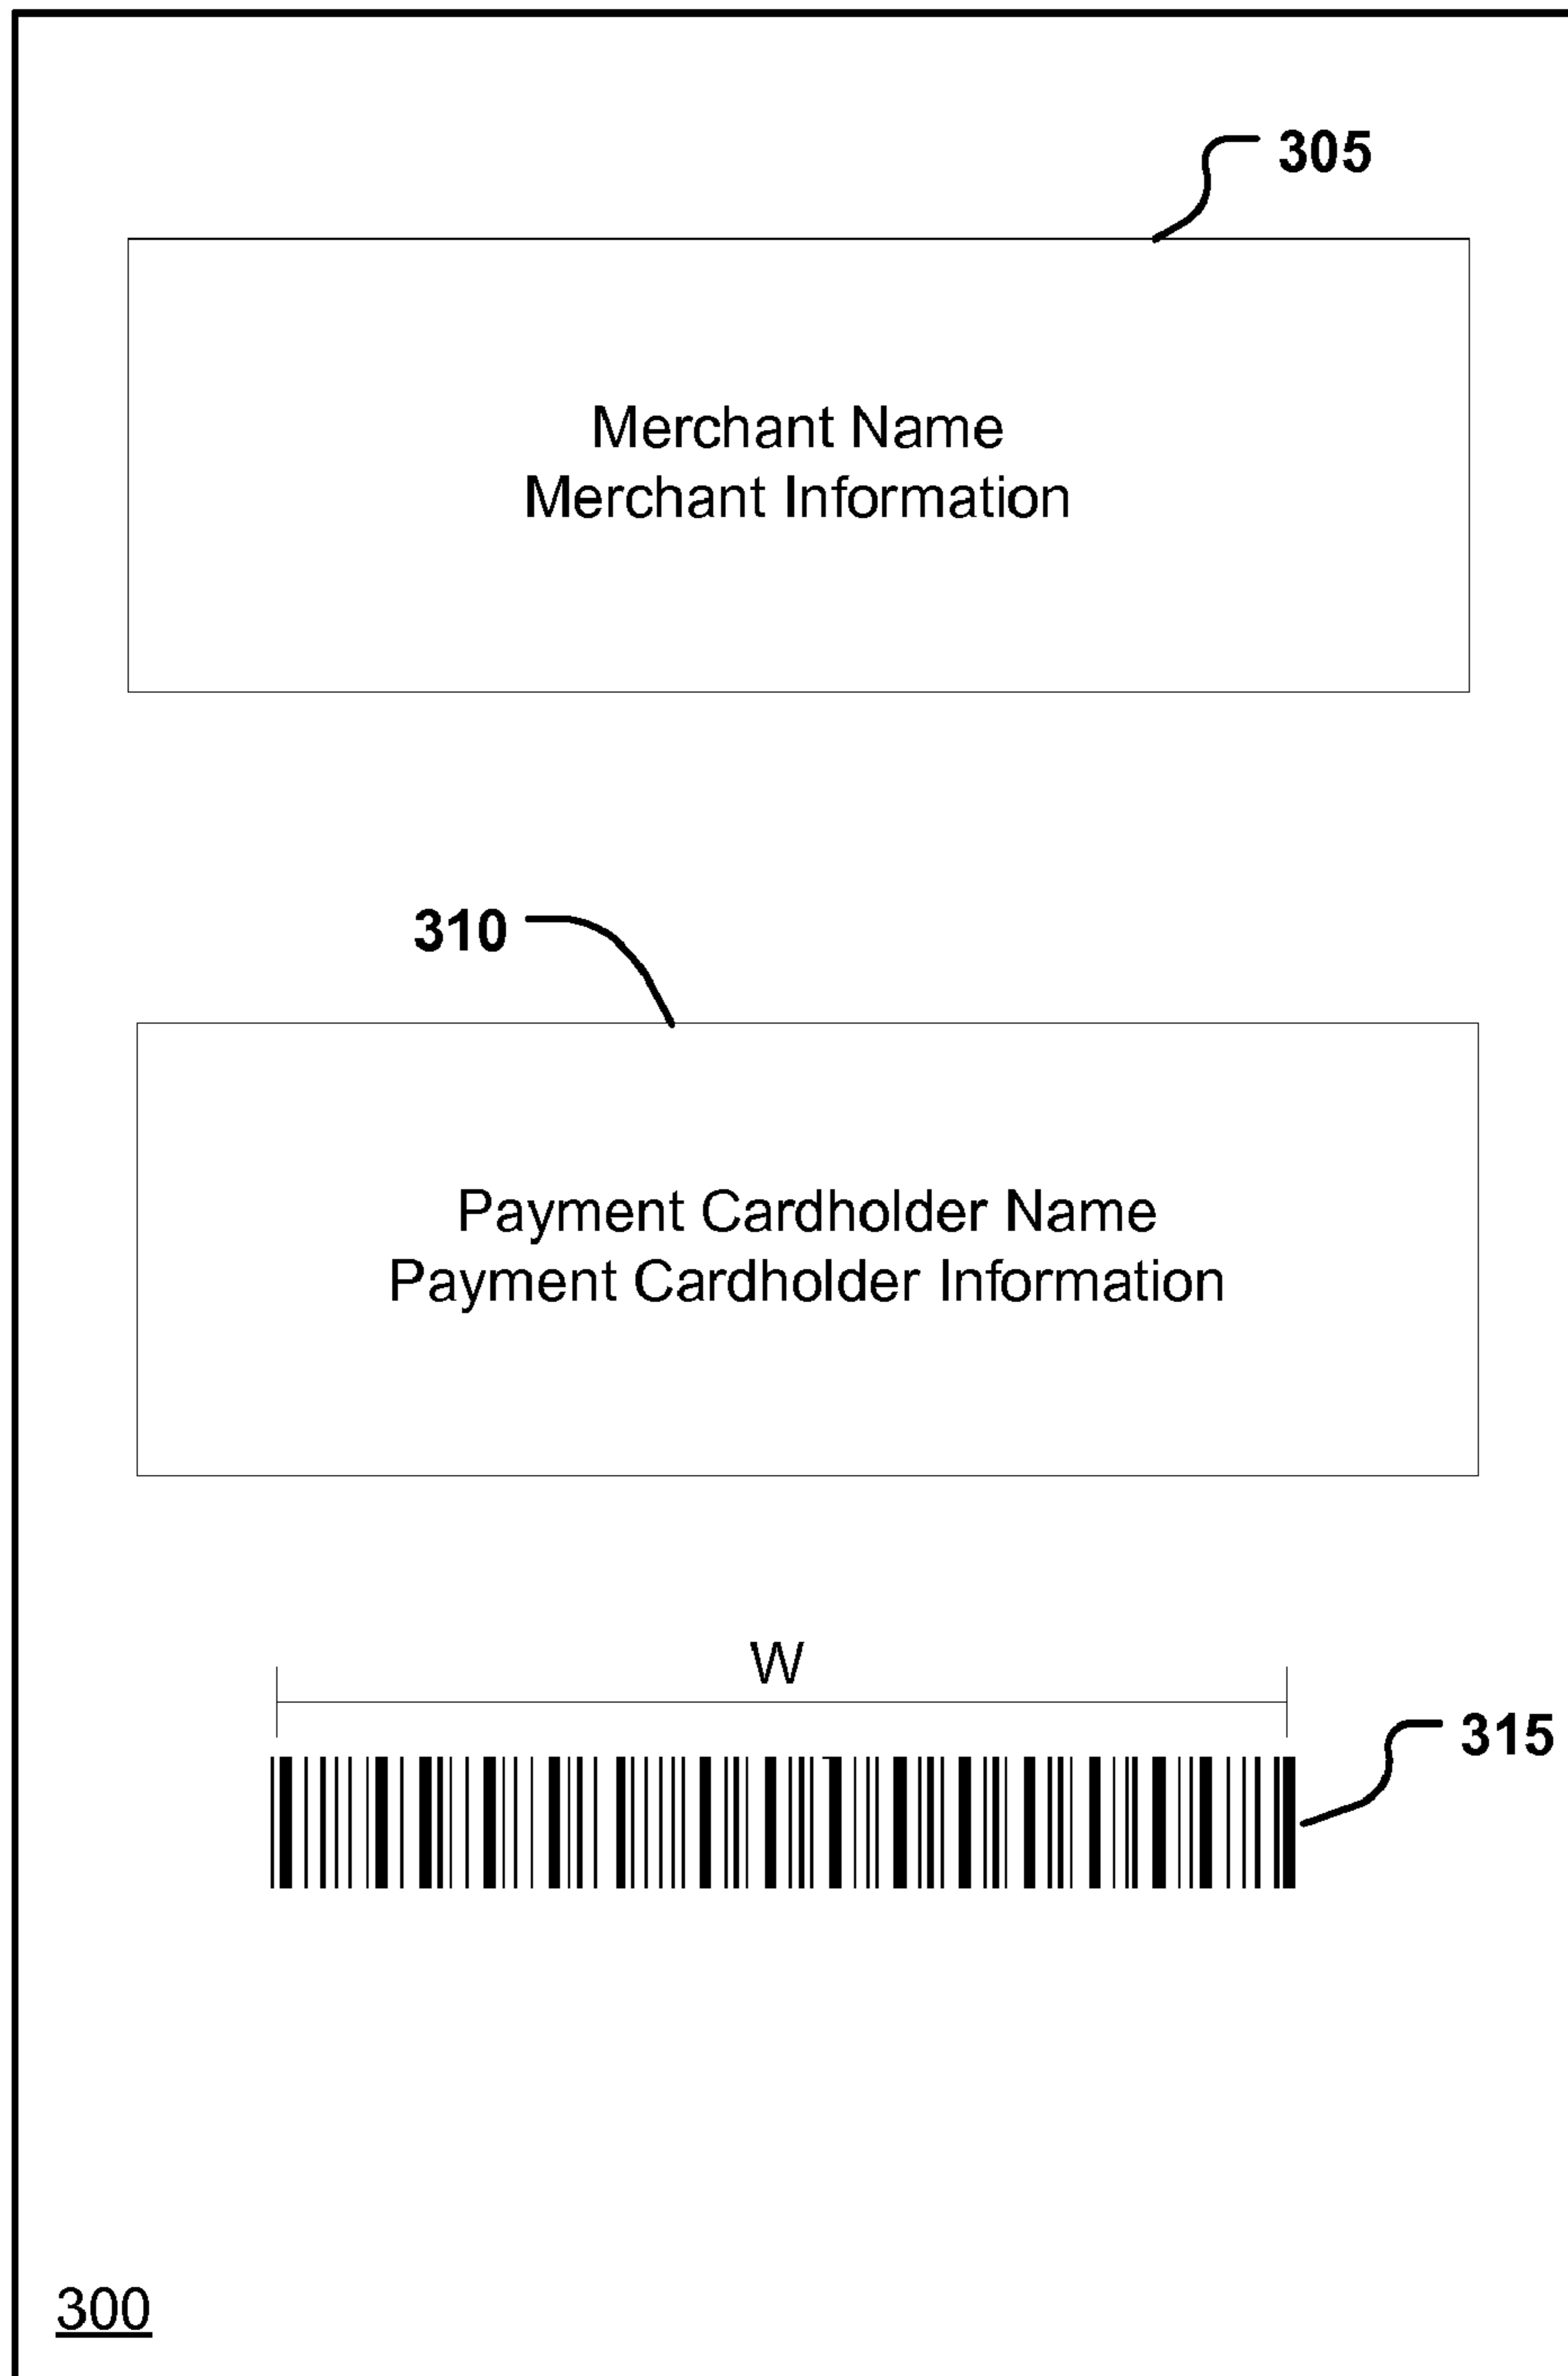 305
Merchant Name
Merchant Information
310
Payment Cardholder Name
Payment Cardholder Information
W
315
300